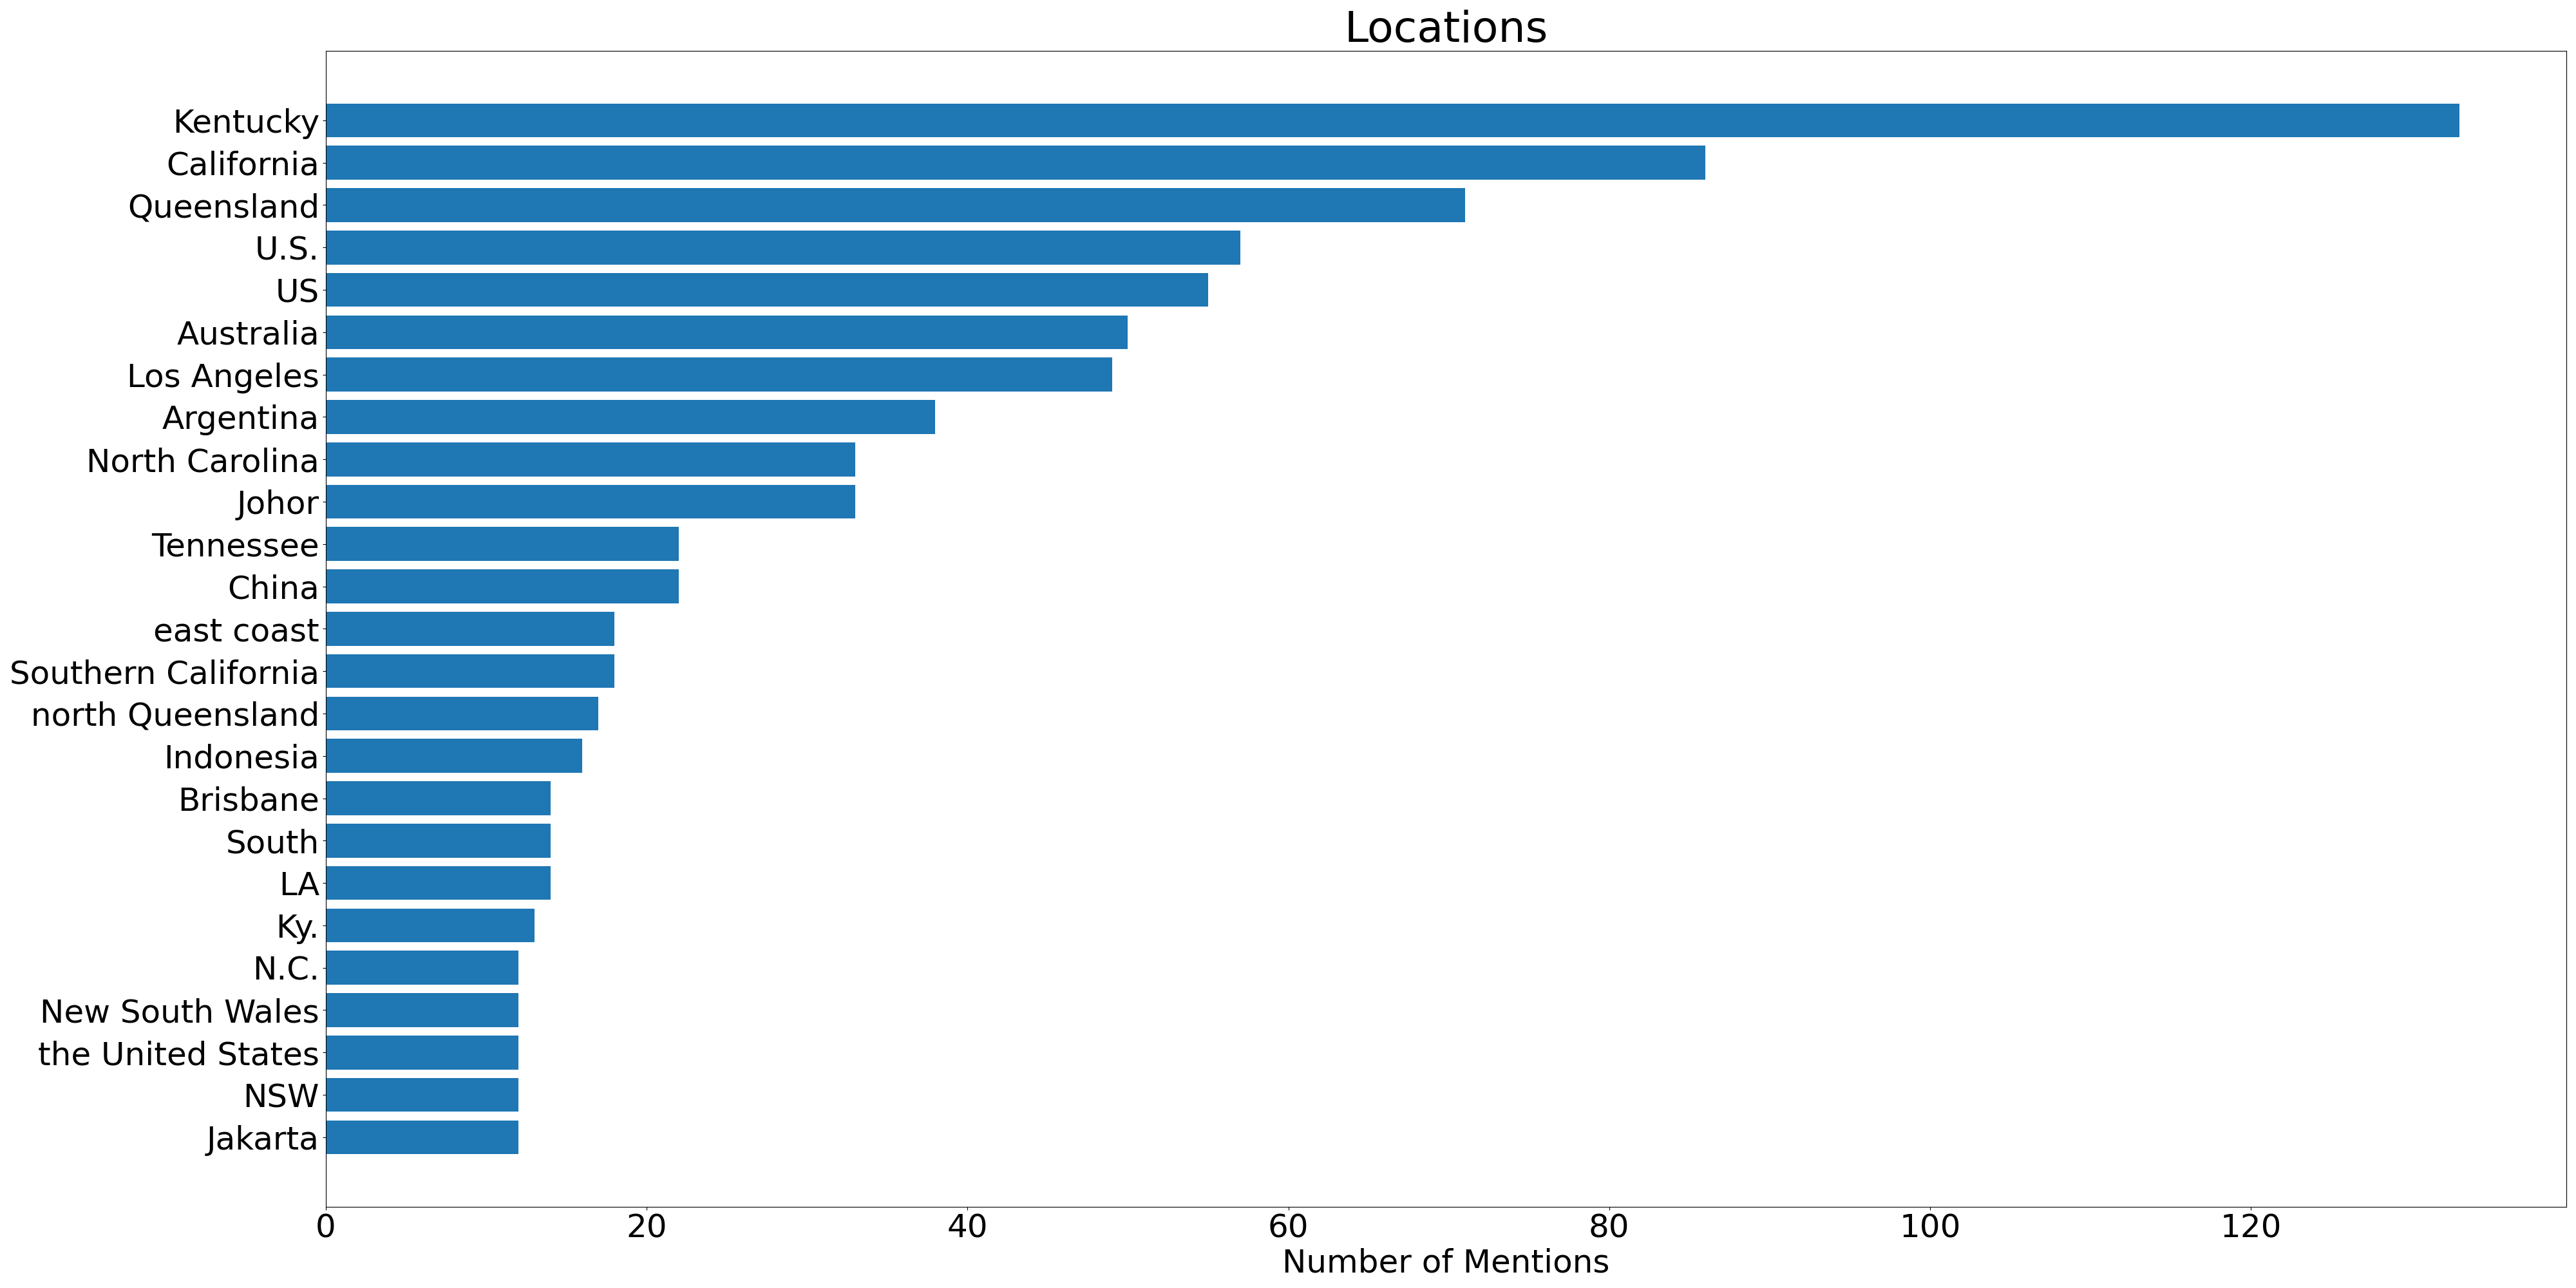 Locations
Kentucky
California
Queensland
U.S.
US
Australia
Los Angeles
Argentina
North Carolina
Johor
Tennessee
China
east coast
Southern California
north Queensland
Indonesia
Brisbane
South
LA
Ky.
N.C.
New South Wales
the United States
NSW
Jakarta
0 20 40 60 80 100 120
Number of Mentions